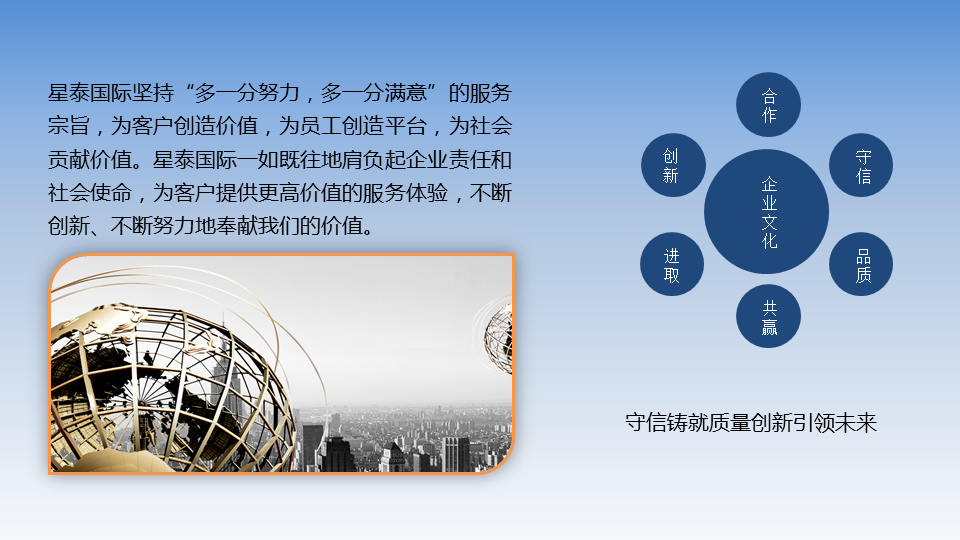 星泰国际坚持“多一分努力，多一分满意”的服务
宗旨，为客户创造价值，为员工创造平台，为社会
贡献价值。星泰国际一如既往地肩负起企业责任和
社会使命，为客户提供更高价值的服务体验，不断
创新、不断努力地奉献我们的价值。
合作
创新
守信
企业文化
进取
品质
共赢
守信铸就质量创新引领未来